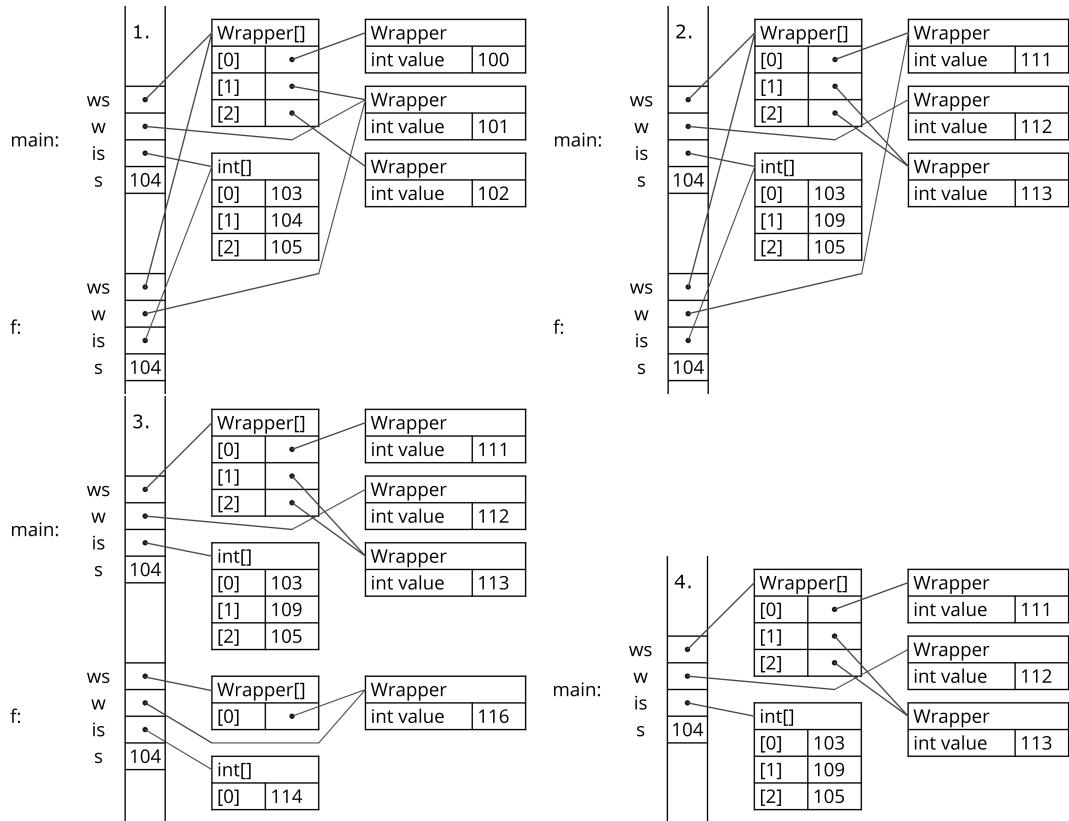 1.
Wrapper[]
[0]
[1]
[2]
Wrapper
int value 100
Wrapper
int value 101
Wrapper
int value 102
main:
ws
w
is
s 104
int[]
[0] 103
[1] 104
[2] 105
f:
ws
w
is
s 104
2.
Wrapper[]
[0]
[1]
[2]
Wrapper
int value 111
Wrapper
int value 112
Wrapper
int value 113
main:
ws
w
is
s 104
int[]
[0] 103
[1] 109
[2] 105
f:
ws
w
is
s 104
3.
Wrapper[]
[0]
[1]
[2]
Wrapper
int value 111
Wrapper
int value 112
Wrapper
int value 113
main:
ws
w
is
s 104
int[]
[0] 103
[1] 109
[2] 105
f:
ws
w
is
s 104
Wrapper[]
[0]
Wrapper
int value 116
int[]
[0] 114
4.
Wrapper[]
[0]
[1]
[2]
Wrapper
int value 111
Wrapper
int value 112
Wrapper
int value 113
main:
ws
w
is
s 104
int[]
[0] 103
[1] 109
[2] 105